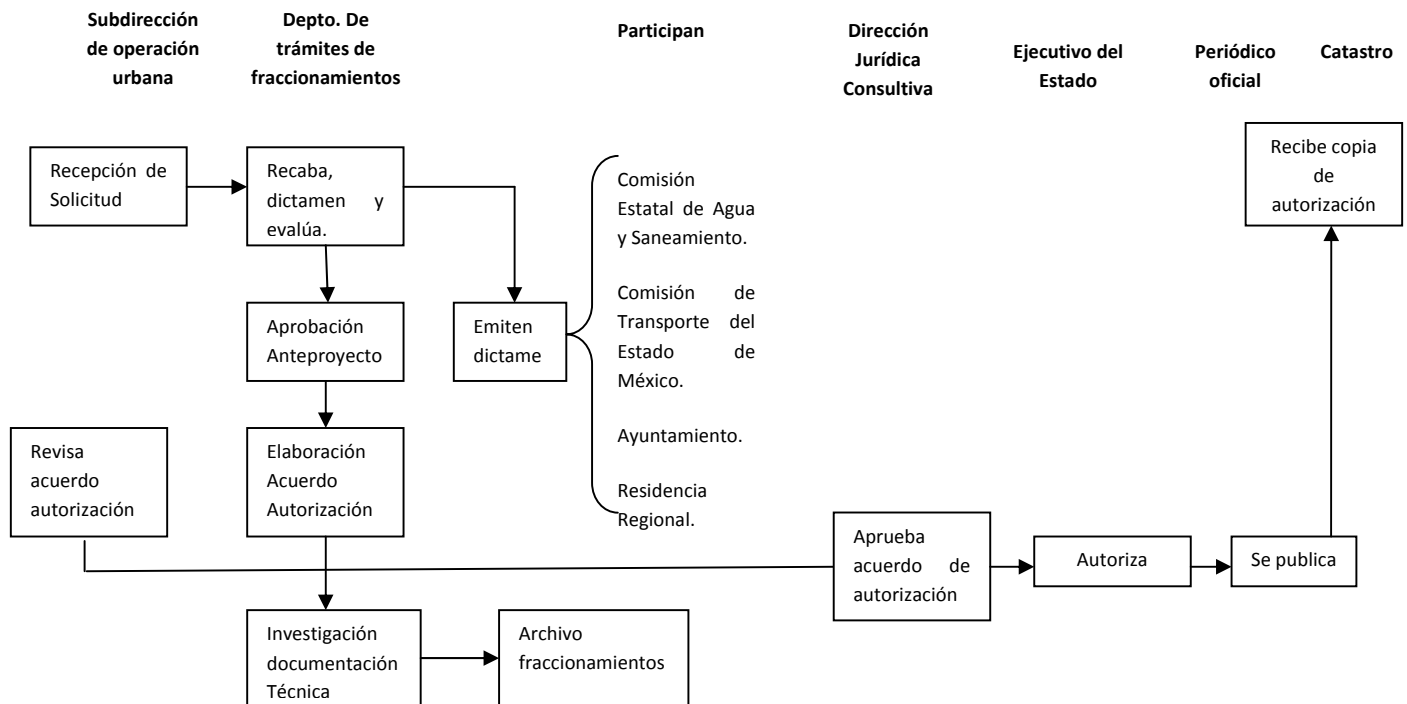 Subdirección
de operación
urbana
Depto. De
trámites de
fraccionamientos
Participan
Dirección
Jurídica
Consultiva
Ejecutivo del
Estado
Periódico
oficial
Catastro
Recepción de
Solicitud
Recaba,
dictamen y
evalúa.
Comisión
Estatal de Agua
y Saneamiento.
Comisión de
Transporte del
Estado de
México.
Ayuntamiento.
Residencia
Regional.
Recibe copia
de
autorización
Aprobación
Anteproyecto
Emiten
dictame
Revisa
acuerdo
autorización
Elaboración
Acuerdo
Autorización
Aprueba
acuerdo de
autorización
Autoriza
Se publica
Investigación
documentación
Técnica
Archivo
fraccionamientos